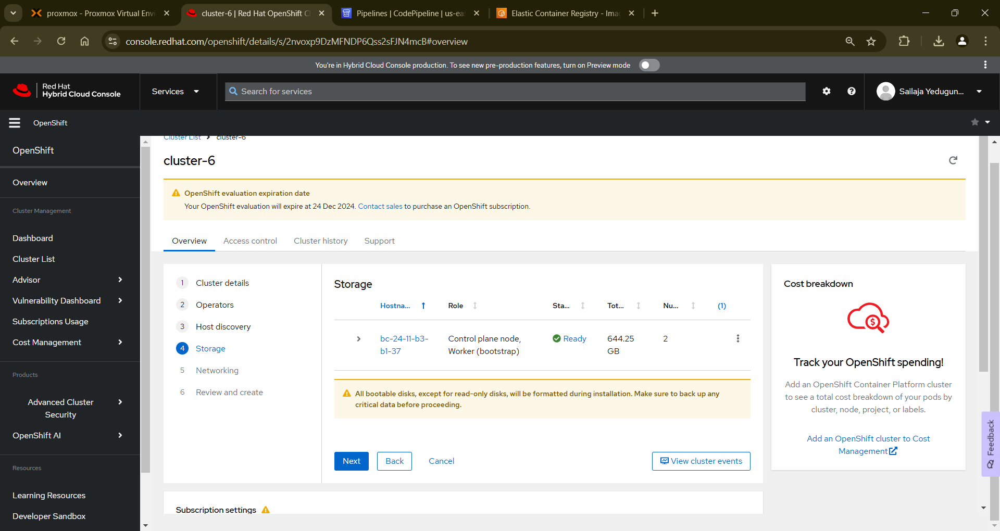 proxmox - Proxmox Virtual Envi
cluster-6 | Red Hat OpenShift C
Pipelines | CodePipeline | us-eas
Elastic Container Registry - Imag
console.redhat.com/openshift/details/s/2nvoxp9DzMFNDP6Qss2sFJN4mcB#overview
You're in Hybrid Cloud Console production. To see new pre-production features, turn on Preview mode
Red Hat
Hybrid Cloud Console
Services
Search for services
Sailaja Yedugun...
OpenShift
OpenShift
Overview
Cluster Management
Dashboard
Cluster List
Advisor
Vulnerability Dashboard
Subscriptions Usage
Cost Management
Products
Advanced Cluster
Security
OpenShift AI
Resources
Learning Resources
Developer Sandbox
Cluster List > cluster-6
cluster-6
OpenShift evaluation expiration date
Your OpenShift evaluation will expire at 24 Dec 2024. Contact sales to purchase an OpenShift subscription.
Overview
Access control
Cluster history
Support
1 Cluster details
2 Operators
3 Host discovery
4 Storage
5 Networking
6 Review and create
Storage
Hostna... Role Sta... Tot... Nu... (1)
bc-24-11-b3-
b1-37
Control plane node,
Worker (bootstrap)
Ready
644.25
GB
2
All bootable disks, except for read-only disks, will be formatted during installation. Make sure to back up any
critical data before proceeding.
Next
Back
Cancel
View cluster events
Subscription settings
Cost breakdown
Track your OpenShift spending!
Add an OpenShift Container Platform cluster
to see a total cost breakdown of your pods by
cluster, node, project, or labels.
Add an OpenShift cluster to Cost
Management
Feedback